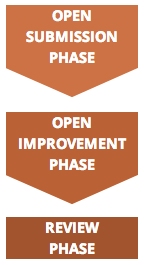 OPEN
SUBMISSION
PHASE
OPEN
IMPROVEMENT
PHASE
REVIEW
PHASE